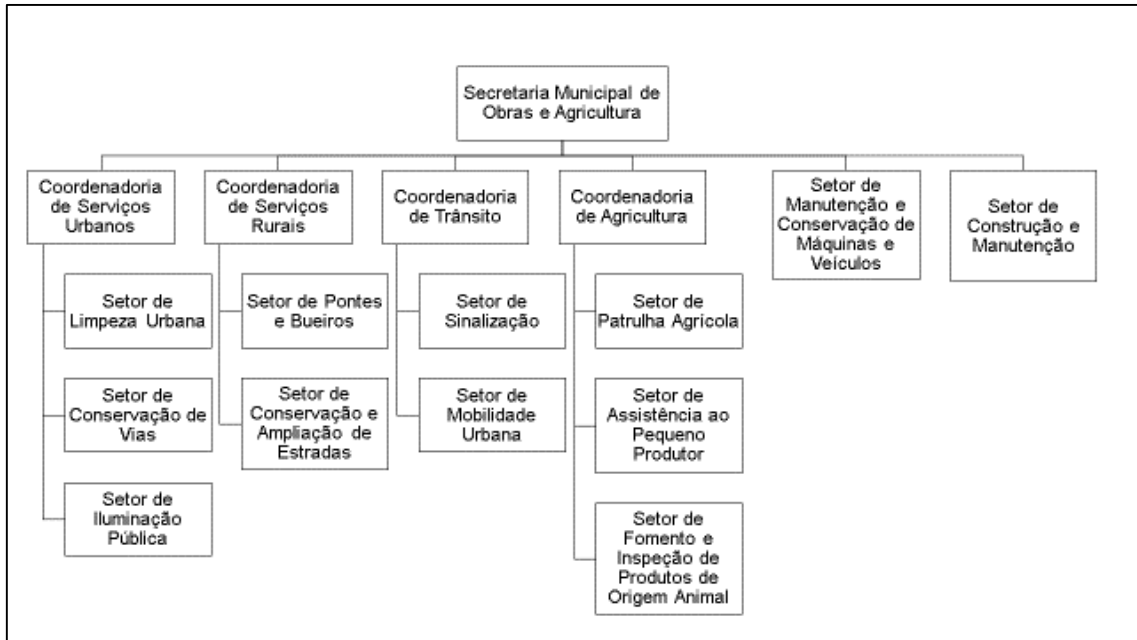 Secretaria Municipal de
Obras e Agricultura
Coordenadoria
de Serviços
Urbanos
Coordenadoria
de Serviços
Rurais
Coordenadoria
de Trânsito
Coordenadoria
de Agricultura
Setor de
Manutenção e
Conservação de
Máquinas e
Veículos
Setor de
Construção e
Manutenção
Setor de
Limpeza Urbana
Setor de Pontes
e Bueiros
Setor de
Sinalização
Setor de
Patrulha Agrícola
Setor de
Conservação de
Vias
Setor de
Conservação e
Ampliação de
Estradas
Setor de
Mobilidade
Urbana
Setor de
Assistência ao
Pequeno
Produtor
Setor de
Iluminação
Pública
Setor de
Fomento e
Inspeção de
Produtos de
Origem Animal